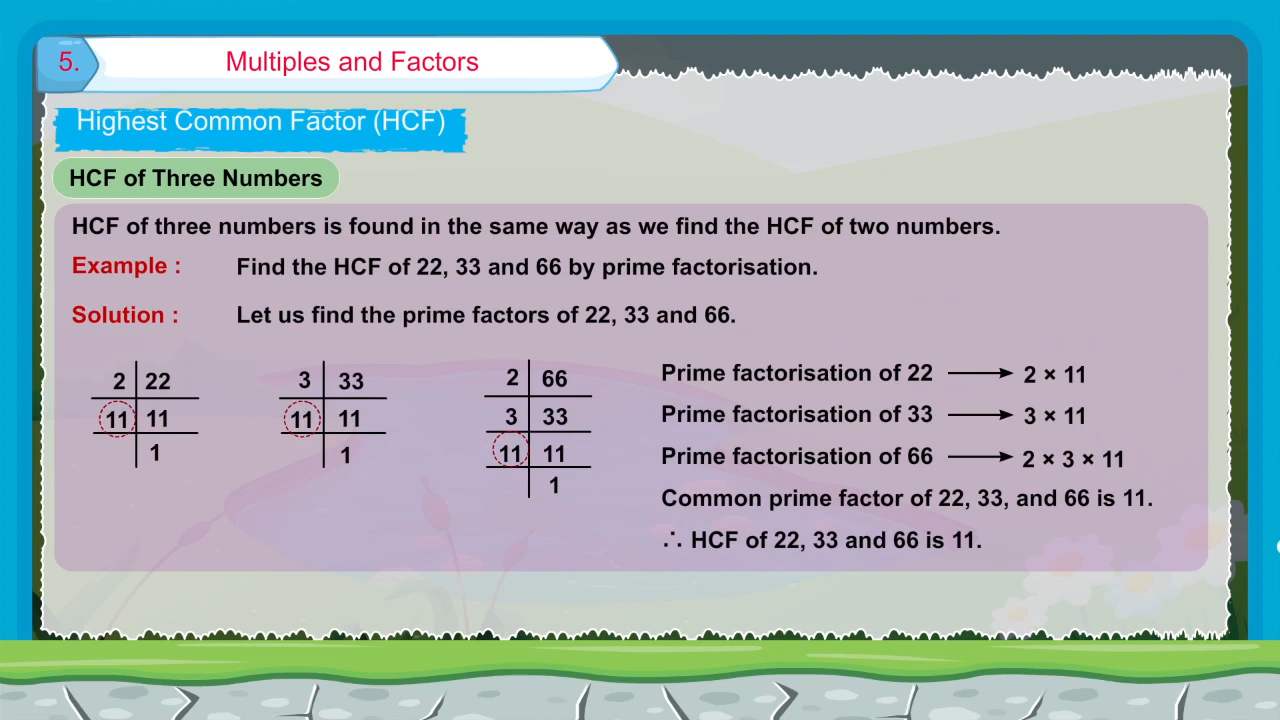 5. Multiples and Factors
Highest Common Factor (HCF)
HCF of Three Numbers
HCF of three numbers is found in the same way as we find the HCF of two numbers.
Example : Find the HCF of 22, 33 and 66 by prime factorisation.
Solution : Let us find the prime factors of 22, 33 and 66.
2 22
11 11
1
3 33
11 11
1
2 66
3 33
11 11
1
Prime factorisation of 22 → 2 × 11
Prime factorisation of 33 → 3 × 11
Prime factorisation of 66 → 2 × 3 × 11
Common prime factor of 22, 33, and 66 is 11.
∴ HCF of 22, 33 and 66 is 11.